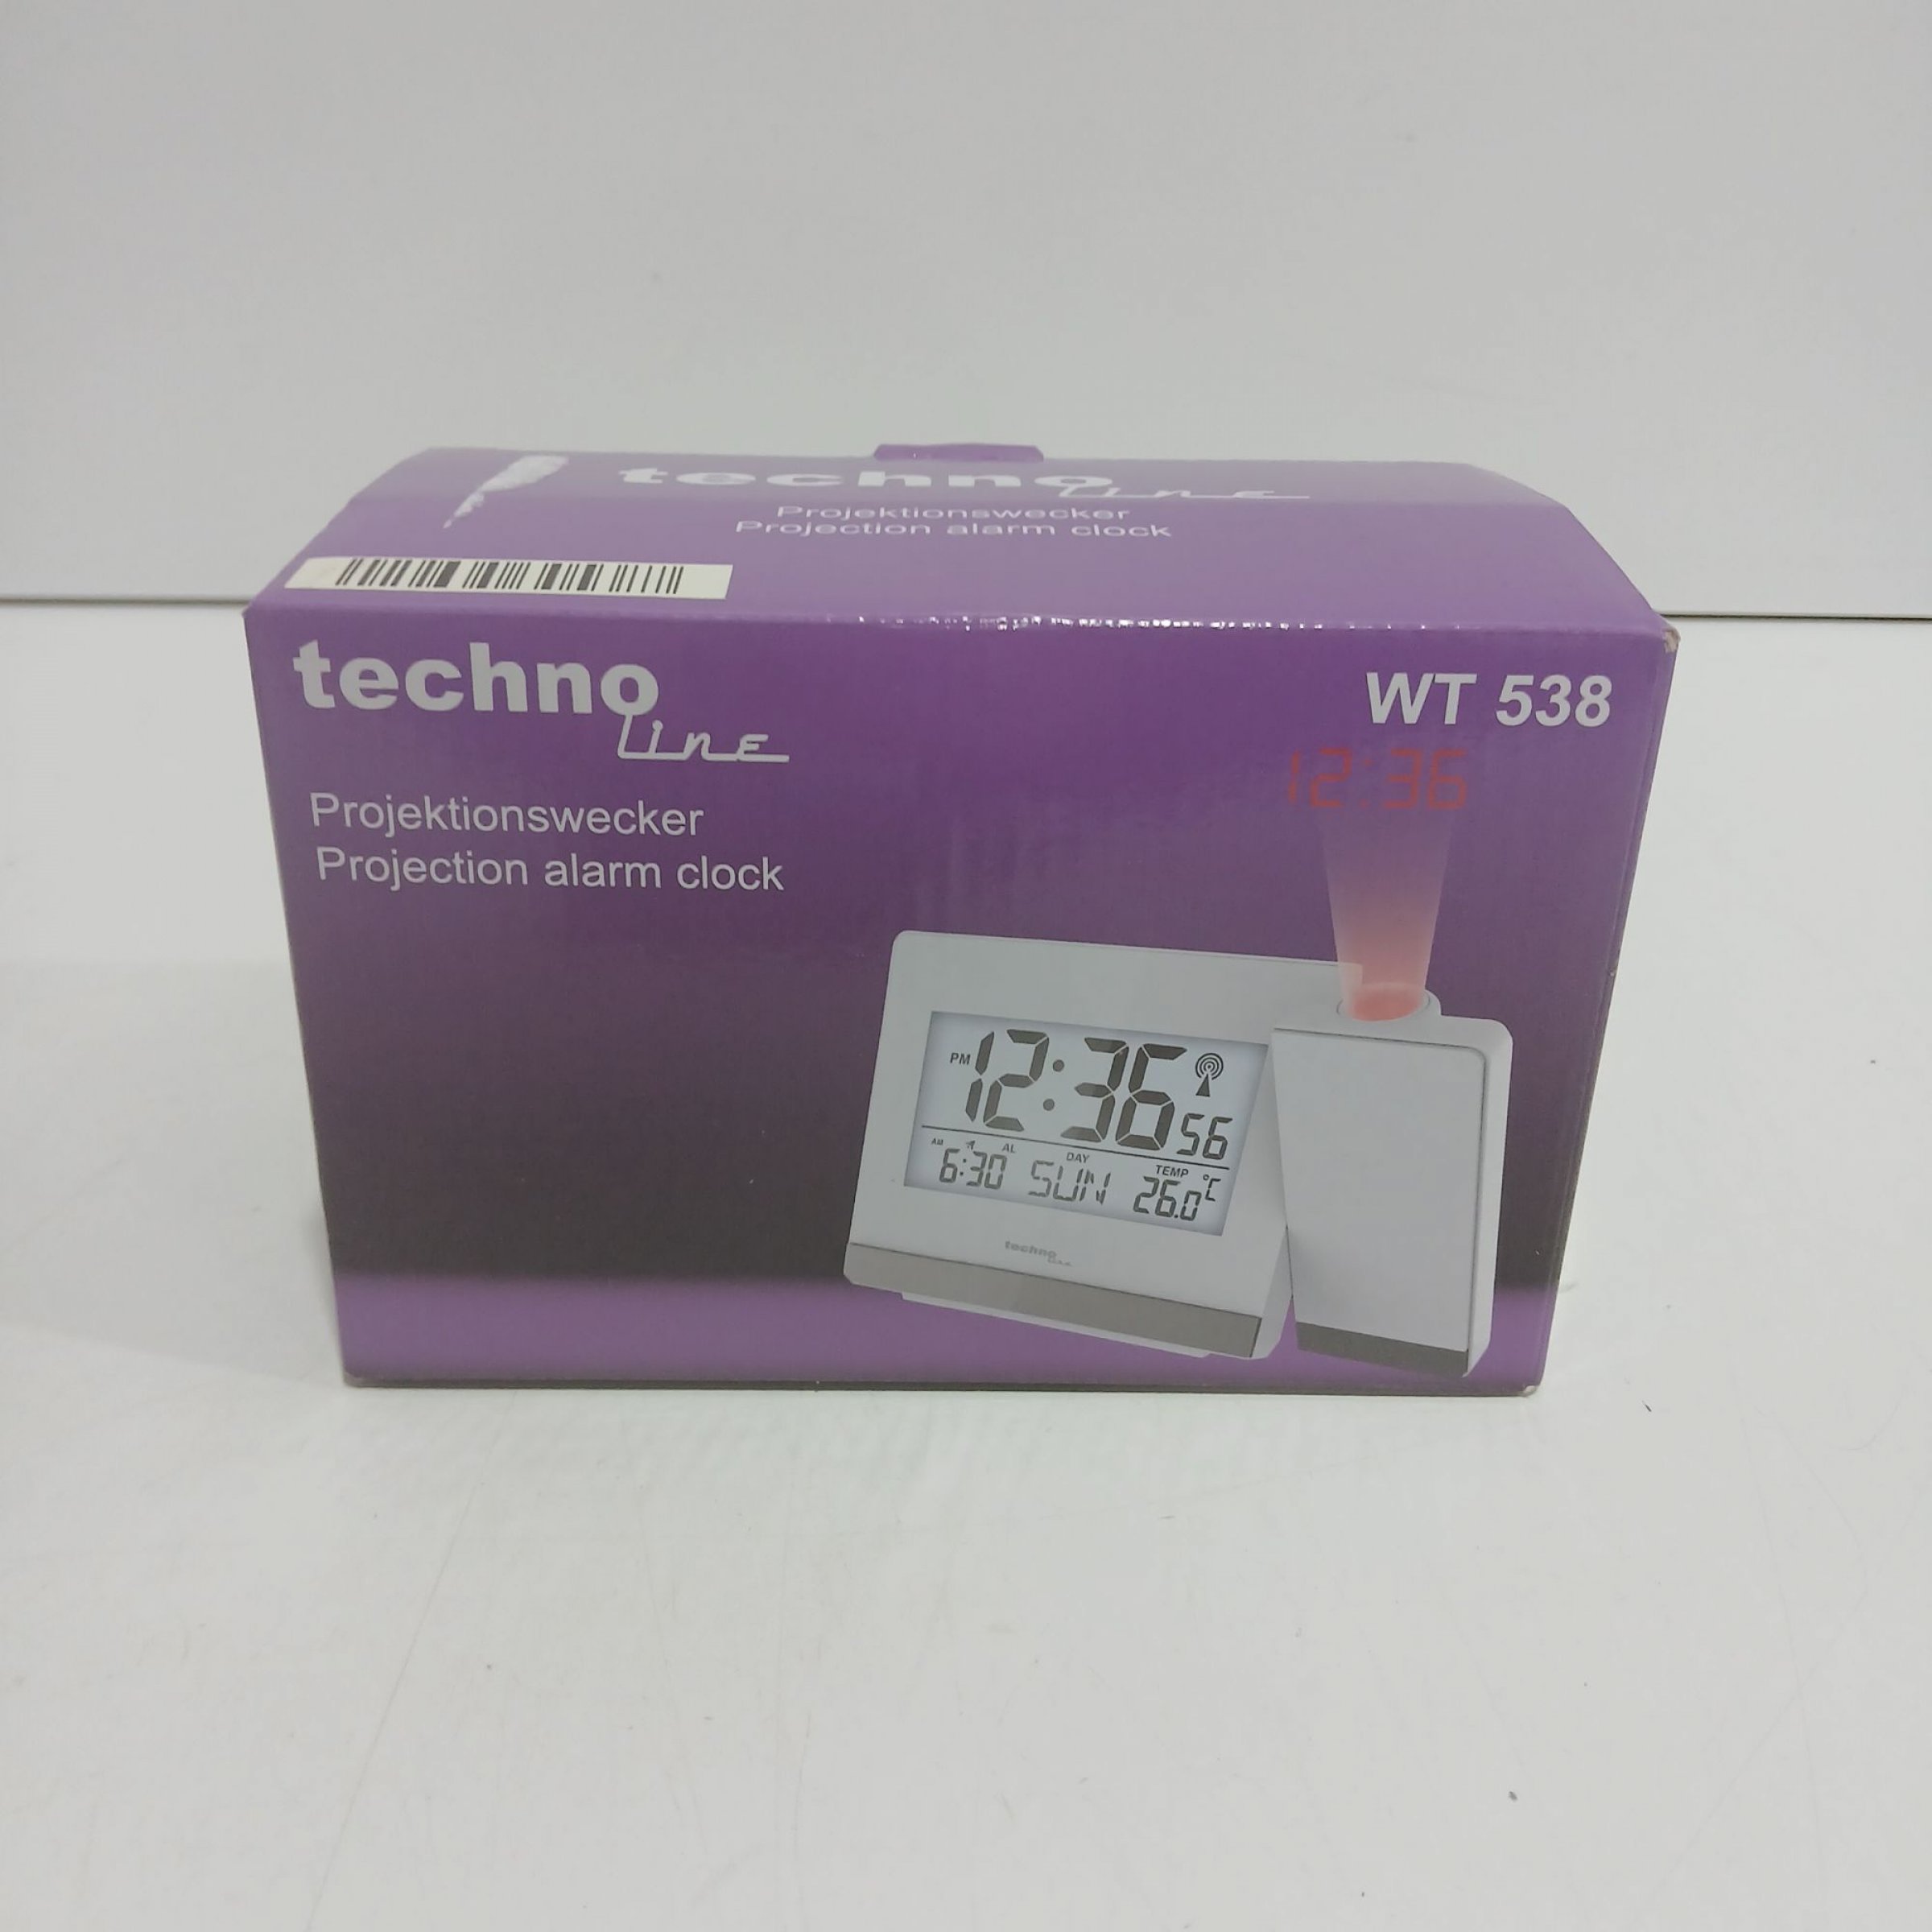 techno
line
Projektionswecker
Projection alarm clock
techno
line
WT 538
Projektionswecker
Projection alarm clock
12:36
PM 12:36 56
AM AL DAY TEMP
6:30 SUN 26.0°C
techno
line